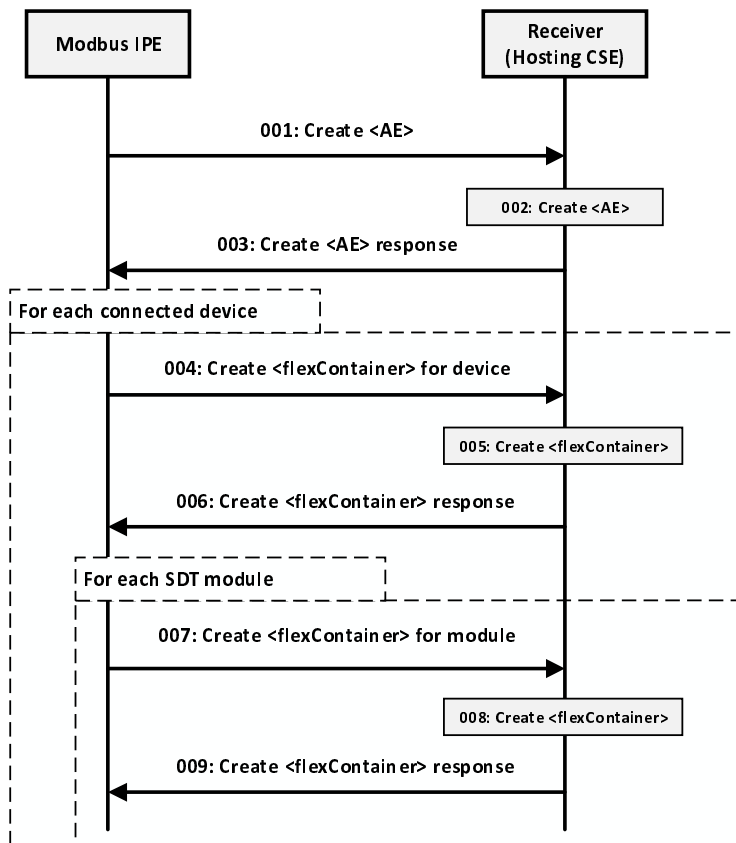 Modbus IPE
Receiver
(Hosting CSE)
001: Create <AE>
002: Create <AE>
003: Create <AE> response
For each connected device
004: Create <flexContainer> for device
005: Create <flexContainer>
006: Create <flexContainer> response
For each SDT module
007: Create <flexContainer> for module
008: Create <flexContainer>
009: Create <flexContainer> response